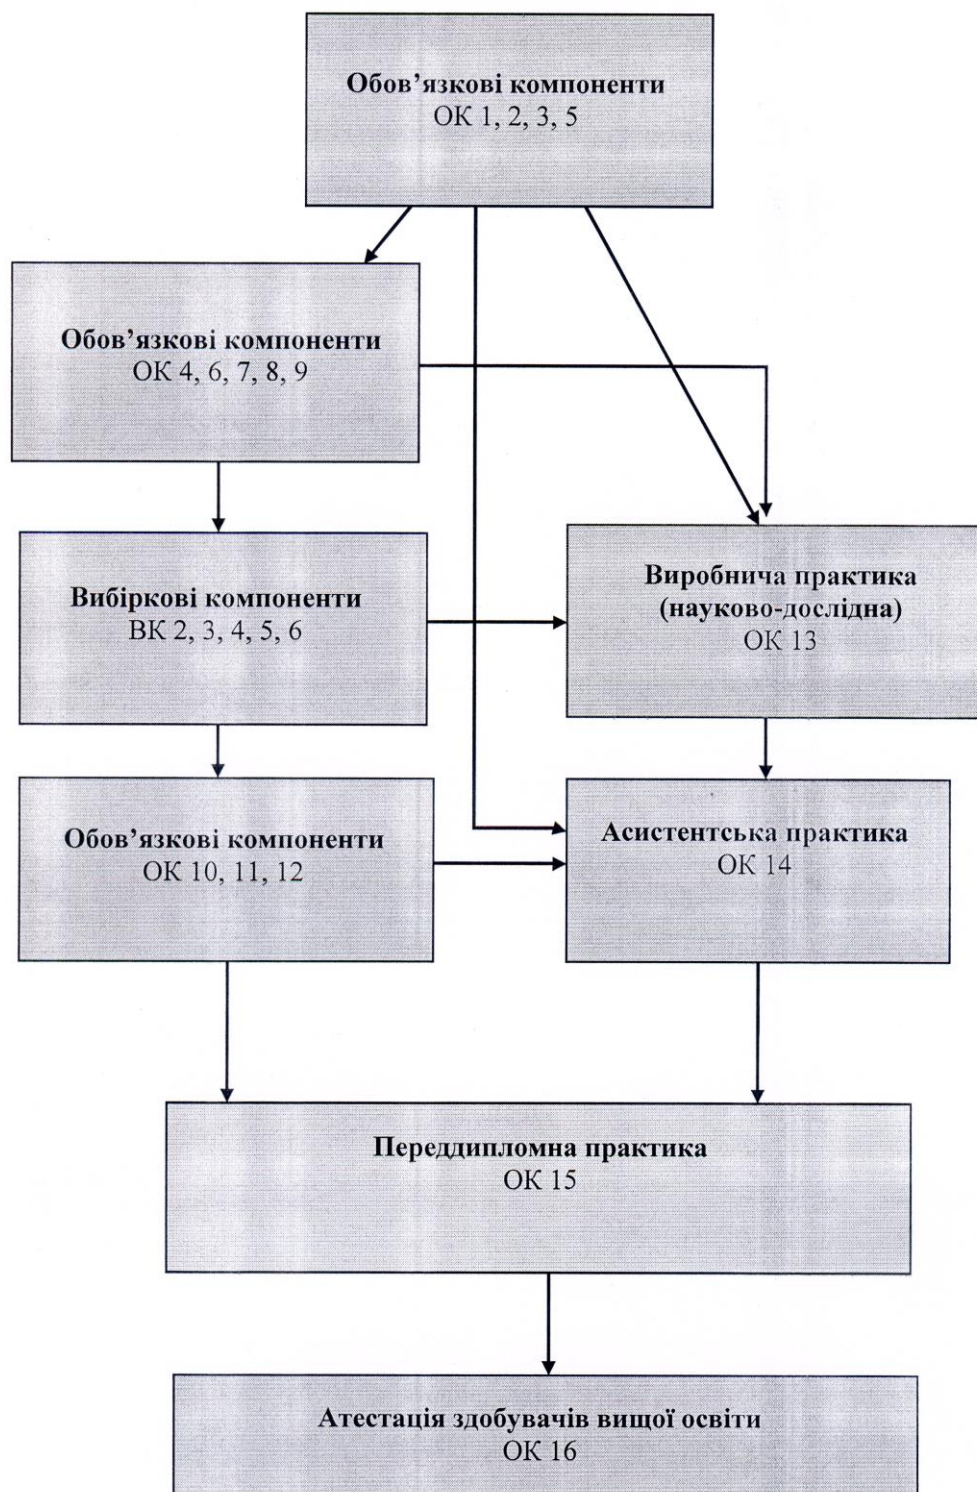 Обов’язкові компоненти
ОК 1, 2, 3, 5
Обов’язкові компоненти
ОК 4, 6, 7, 8, 9
Вибіркові компоненти
ВК 2, 3, 4, 5, 6
Виробнича практика
(науково-дослідна)
ОК 13
Обов’язкові компоненти
ОК 10, 11, 12
Асистентська практика
ОК 14
Переддипломна практика
ОК 15
Атестація здобувачів вищої освіти
ОК 16